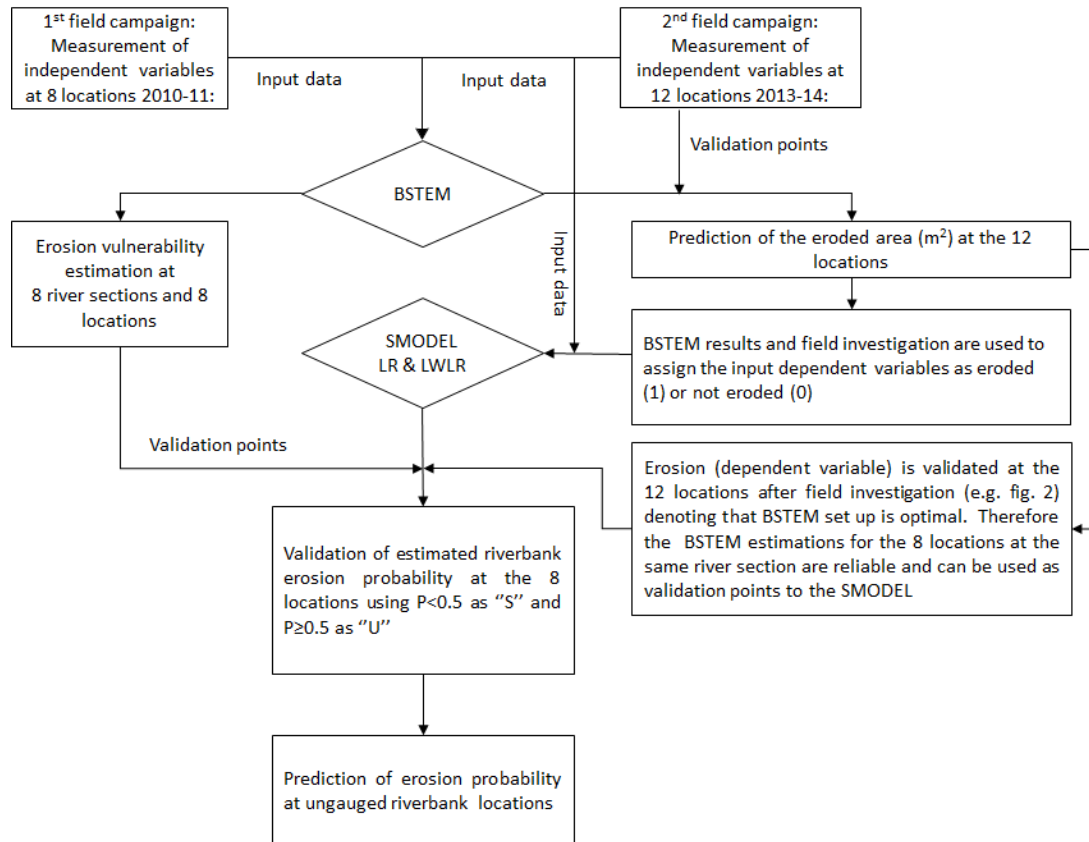 1st field campaign:
Measurement of
independent variables
at 8 locations 2010-11:
2nd field campaign:
Measurement of
independent variables at
12 locations 2013-14:
Input data
Input data
Validation points
BSTEM
Erosion vulnerability
estimation at
8 river sections and 8
locations
Prediction of the eroded area (m²) at the 12
locations
Input data
SMODEL
LR & LWLR
BSTEM results and field investigation are used to
assign the input dependent variables as eroded
(1) or not eroded (0)
Validation points
Erosion (dependent variable) is validated at the
12 locations after field investigation (e.g. fig. 2)
denoting that BSTEM set up is optimal. Therefore
the BSTEM estimations for the 8 locations at the
same river section are reliable and can be used as
validation points to the SMODEL
Validation of estimated riverbank
erosion probability at the 8
locations using P<0.5 as ‘‘S’’ and
P≥0.5 as ‘‘U’’
Prediction of erosion probability
at ungauged riverbank locations